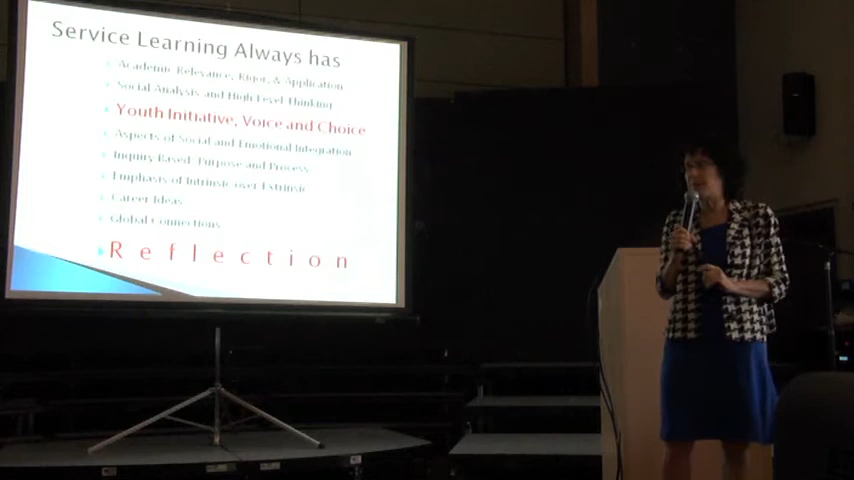 Service Learning Always has
Academic Relevance, Rigor, & Application
Social Analysis and High Level Thinking
Youth Initiative, Voice and Choice
Aspects of Social and Emotional Integration
Inquiry Based: Purpose and Process
Emphasis of Intrinsic over Extrinsic
Career Ideas
Global Connections
Reflection